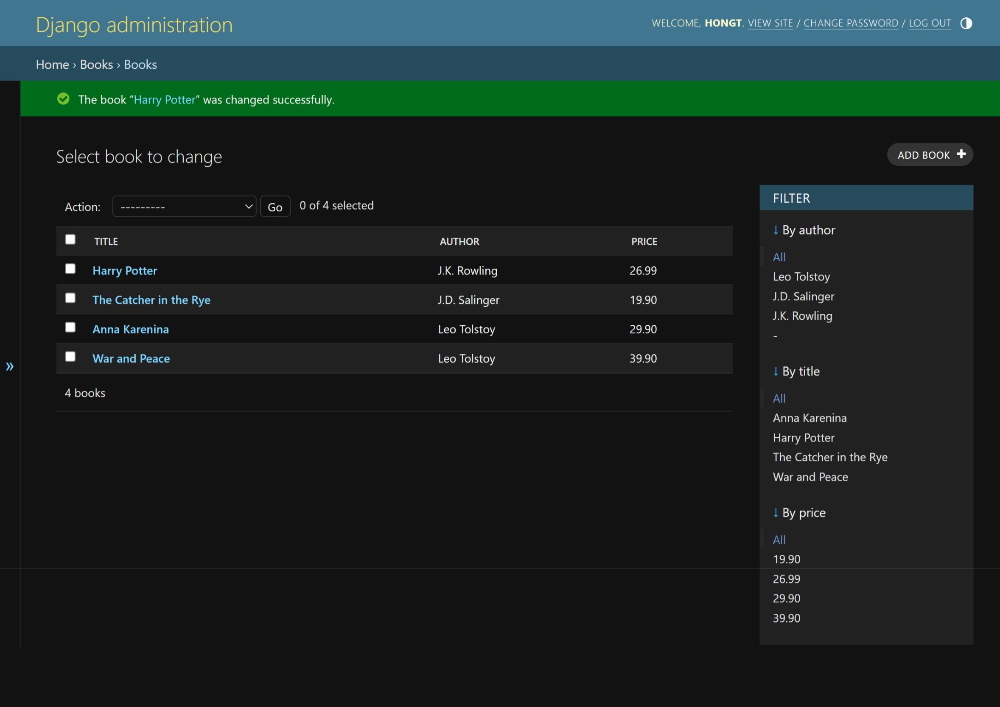 Django administration
WELCOME, HONGT. VIEW SITE / CHANGE PASSWORD / LOG OUT
Home › Books › Books
The book “Harry Potter” was changed successfully.
Select book to change
ADD BOOK
Action: --------- Go 0 of 4 selected
TITLE AUTHOR PRICE
Harry Potter J.K. Rowling 26.99
The Catcher in the Rye J.D. Salinger 19.90
Anna Karenina Leo Tolstoy 29.90
War and Peace Leo Tolstoy 39.90
4 books
»
FILTER
↓ By author
All
Leo Tolstoy
J.D. Salinger
J.K. Rowling
-
↓ By title
All
Anna Karenina
Harry Potter
The Catcher in the Rye
War and Peace
↓ By price
All
19.90
26.99
29.90
39.90